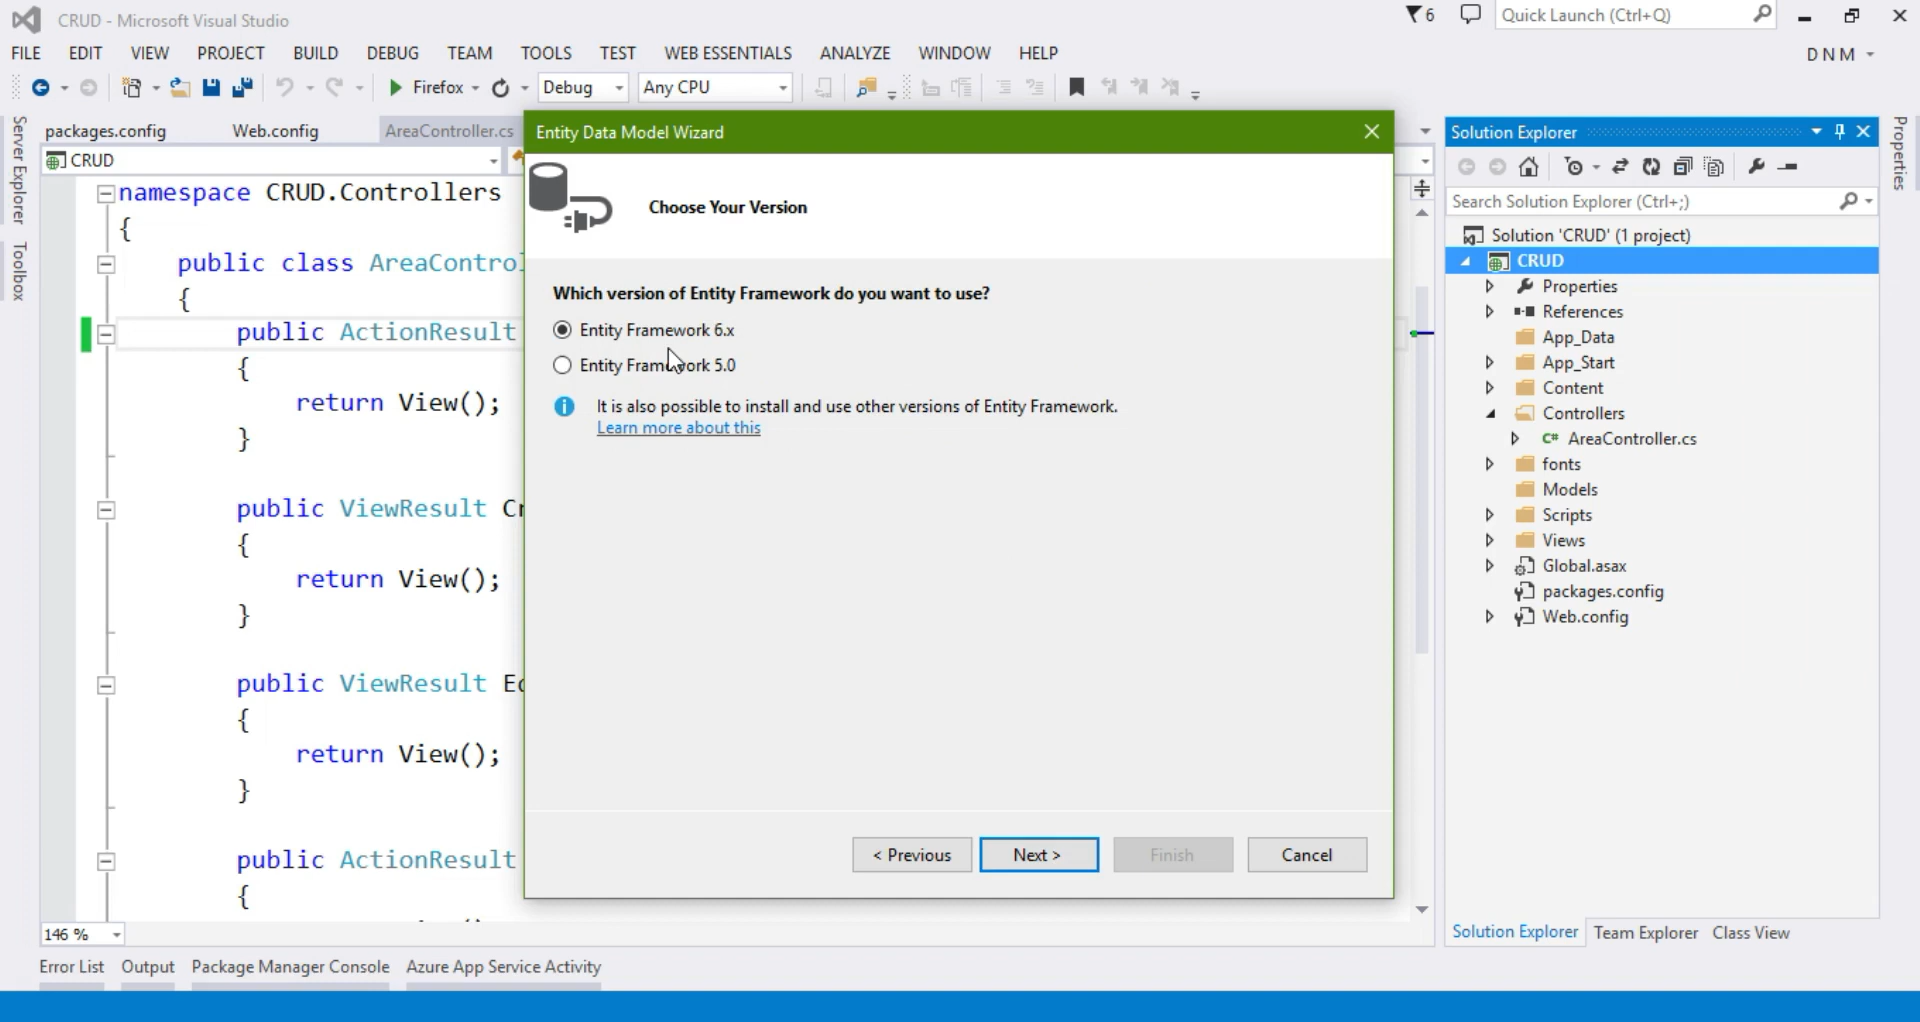 CRUD - Microsoft Visual Studio
6
Quick Launch (Ctrl+Q)
FILE EDIT VIEW PROJECT BUILD DEBUG TEAM TOOLS TEST WEB ESSENTIALS ANALYZE WINDOW HELP
D N M
Firefox
Debug
Any CPU
Server Explorer
Toolbox
packages.config
Web.config
AreaController.cs
CRUD
namespace CRUD.Controllers
{
public class AreaControl
{
public ActionResult
{
return View();
}
public ViewResult Cr
{
return View();
}
public ViewResult Ed
{
return View();
}
public ActionResult
{
146 %
Entity Data Model Wizard
Choose Your Version
Which version of Entity Framework do you want to use?
Entity Framework 6.x
Entity Framework 5.0
It is also possible to install and use other versions of Entity Framework.
Learn more about this
< Previous
Next >
Finish
Cancel
Solution Explorer
Search Solution Explorer (Ctrl+;)
Solution 'CRUD' (1 project)
CRUD
Properties
References
App_Data
App_Start
Content
Controllers
C# AreaController.cs
fonts
Models
Scripts
Views
Global.asax
packages.config
Web.config
Solution Explorer
Team Explorer
Class View
Properties
Error List
Output
Package Manager Console
Azure App Service Activity